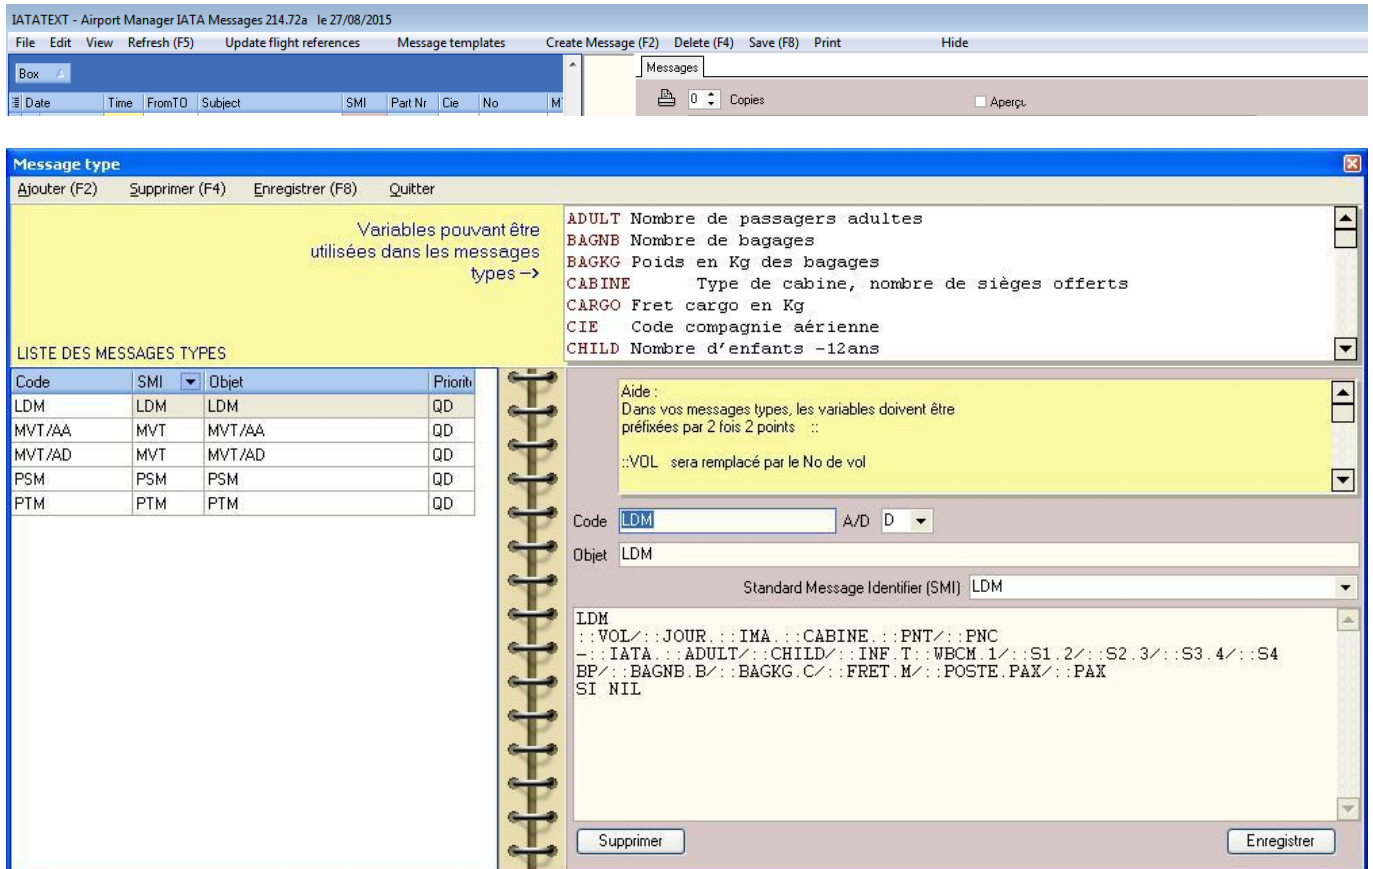 IATATEXT - Airport Manager IATA Messages 214.72a le 27/08/2015
File Edit View Refresh (F5) Update flight references Message templates Create Message (F2) Delete (F4) Save (F8) Print Hide
Box
Messages
0 Copies Aperçu
Date Time FromTO Subject SMI Part Nr Cie No M
Message type
Ajouter (F2) Supprimer (F4) Enregistrer (F8) Quitter
Variables pouvant être
utilisées dans les messages
types -->
LISTE DES MESSAGES TYPES
ADULT Nombre de passagers adultes
BAGNB Nombre de bagages
BAGKG Poids en Kg des bagages
CABINE Type de cabine, nombre de sièges offerts
CARGO Fret cargo en Kg
CIE Code compagnie aérienne
CHILD Nombre d'enfants -12ans
Code SMI Objet Priorit
LDM LDM LDM QD
MVT/AA MVT MVT/AA QD
MVT/AD MVT MVT/AD QD
PSM PSM PSM QD
PTM PTM PTM QD
Aide :
Dans vos messages types, les variables doivent être
préfixées par 2 fois 2 points ::
::VOL sera remplacé par le No de vol
Code LDM A/D D
Objet LDM
Standard Message Identifier (SMI) LDM
LDM
::VOL/::JOUR.::IMA.::CABINE.::PNT/::PNC
-::IATA.::ADULT/::CHILD/::INF.T::WBCM.1/::S1.2/::S2.3/::S3.4/::S4
BP/::BAGNB.B/::BAGKG.C/::FRET.M/::POSTE.PAX/::PAX
SI NIL
Supprimer Enregistrer